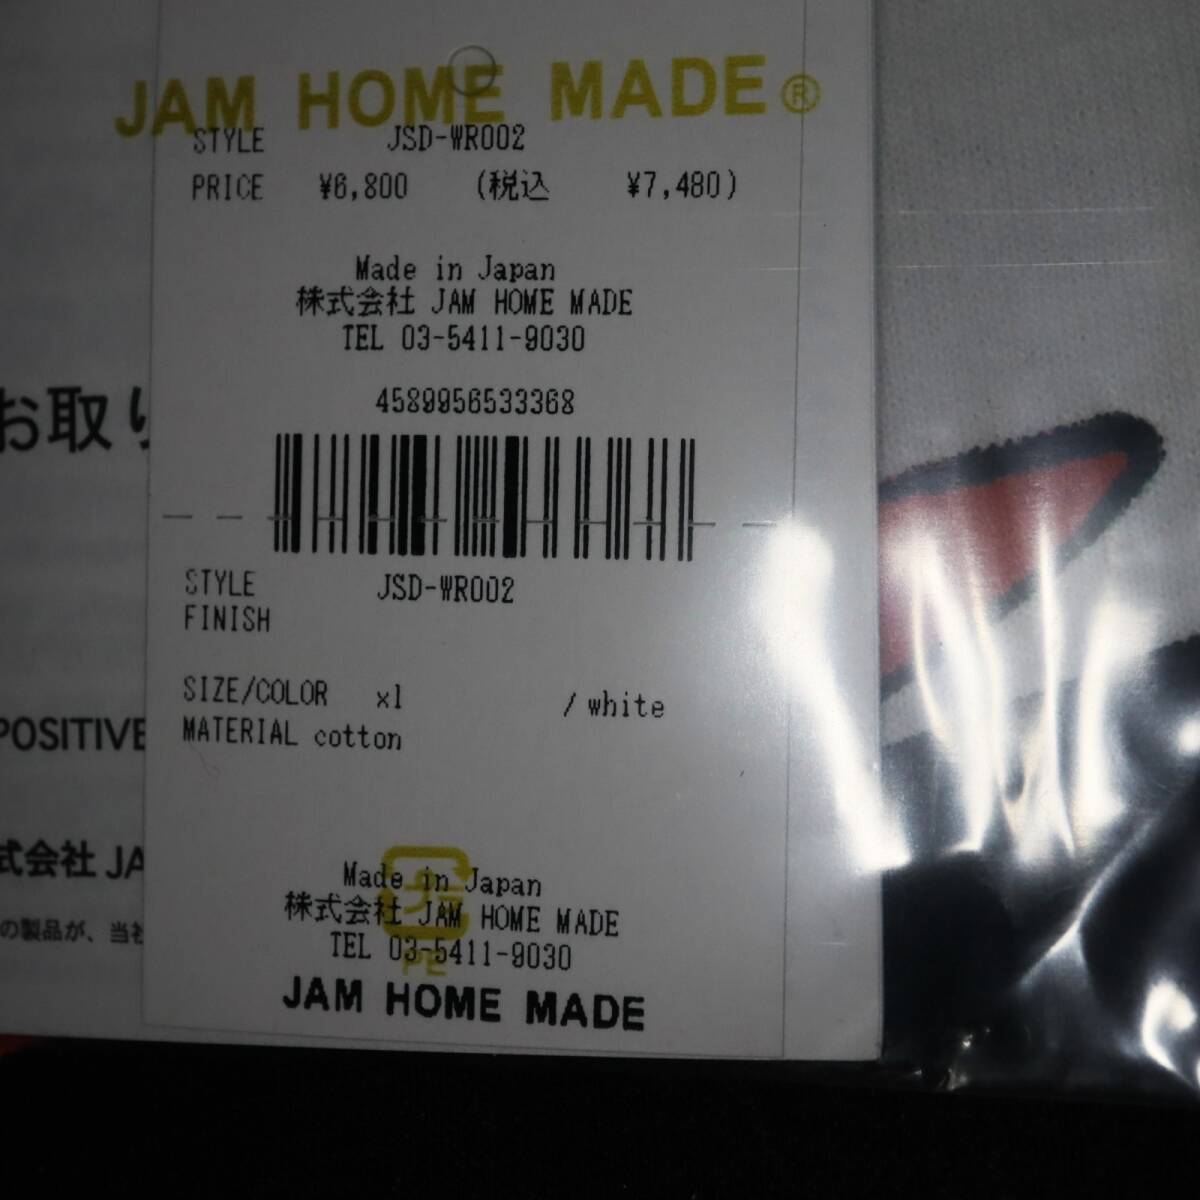 JAM HOME MADE®
STYLE JSD-WR002
PRICE ¥6,800 (税込 ¥7,480)
Made in Japan
株式会社 JAM HOME MADE
TEL 03-5411-9030
4589956533368
STYLE JSD-WR002
FINISH
SIZE/COLOR x1 / white
MATERIAL cotton
Made in Japan
株式会社 JAM HOME MADE
TEL 03-5411-9030
PE
JAM HOME MADE
お取り
POSITIVE
式会社 JA
の製品が、当社